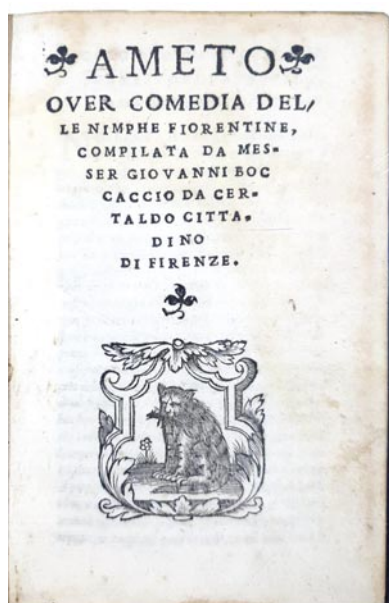 AMETO
OVER COMEDIA DEL/
LE NIMPHE FIORENTINE,
COMPILATA DA MES-
SER GIOVANNI BOC
CACCIO DA CER-
TALDO CITTA-
DINO
DI FIRENZE.